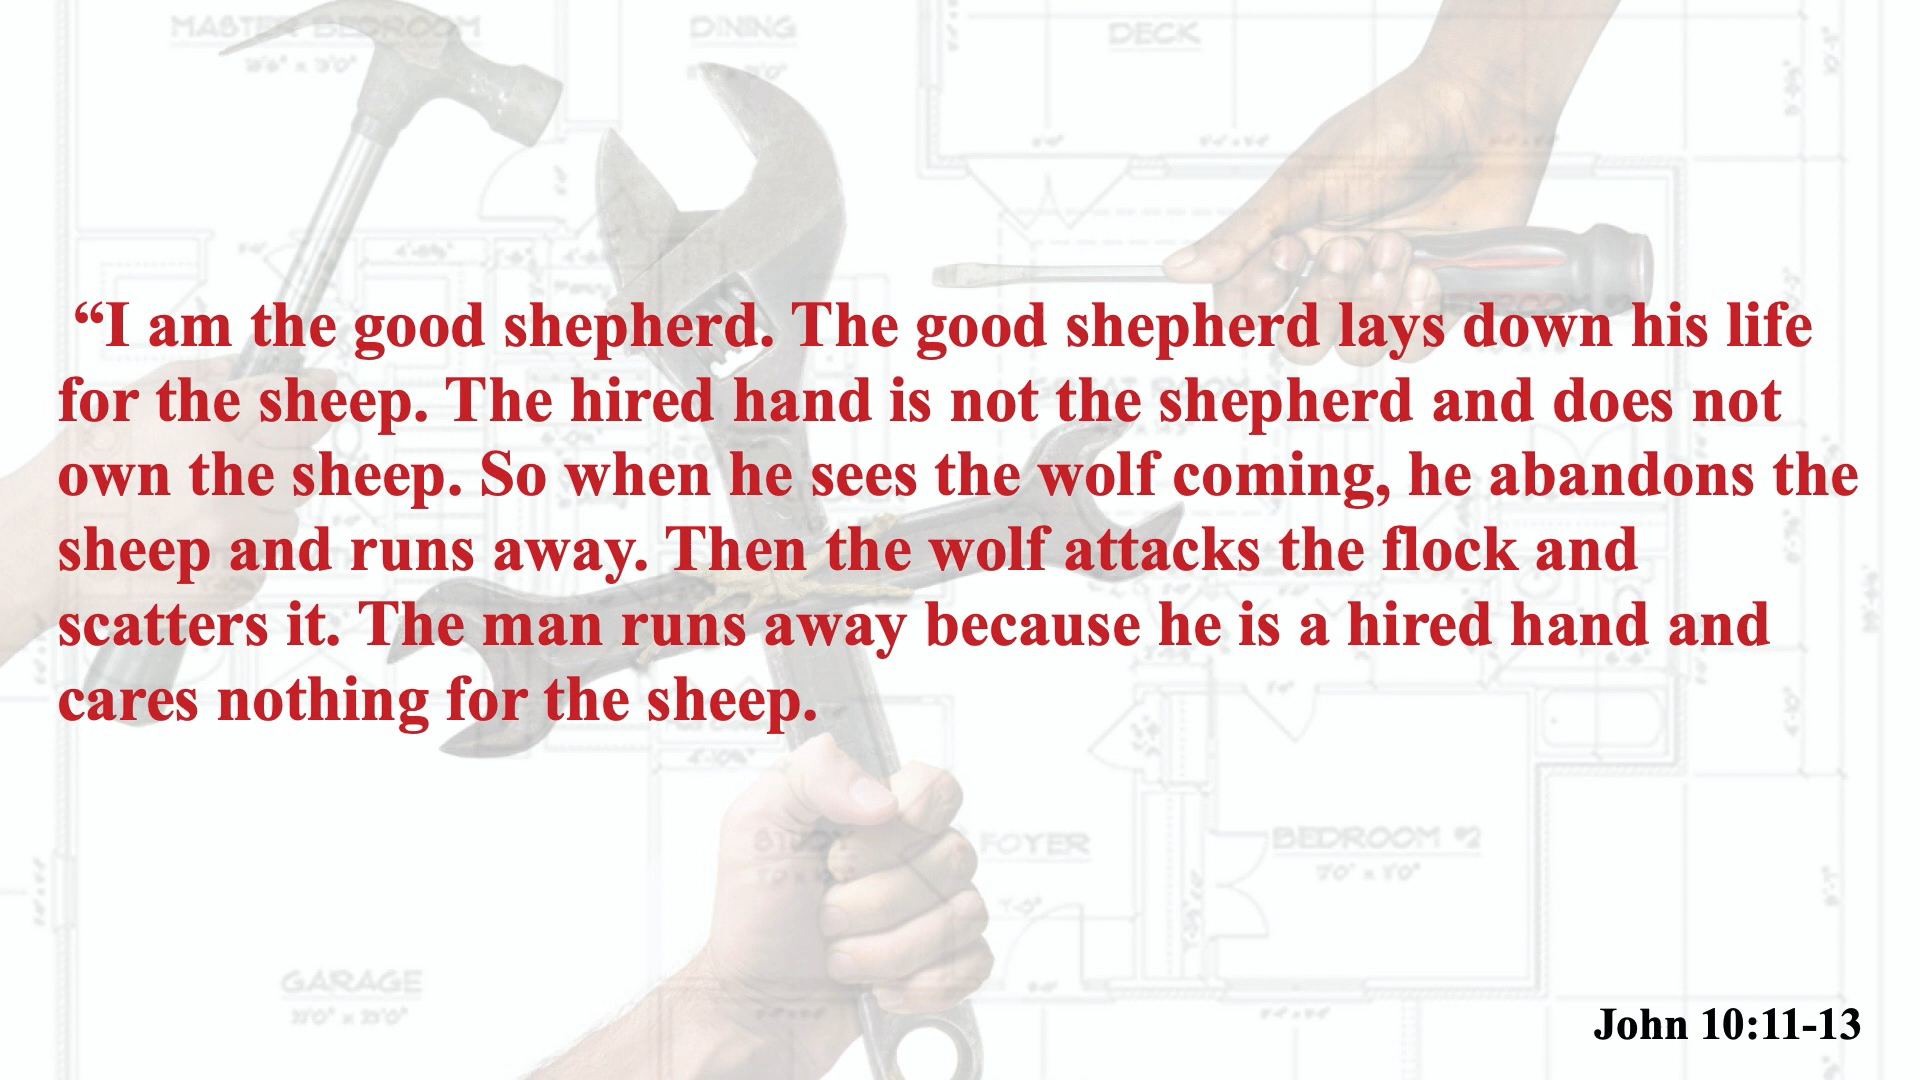 MASTER BEDROOM
DINING
DECK
“I am the good shepherd. The good shepherd lays down his life
for the sheep. The hired hand is not the shepherd and does not
own the sheep. So when he sees the wolf coming, he abandons the
sheep and runs away. Then the wolf attacks the flock and
scatters it. The man runs away because he is a hired hand and
cares nothing for the sheep.
STUDY
FOYER
BEDROOM #2
GARAGE
John 10:11-13